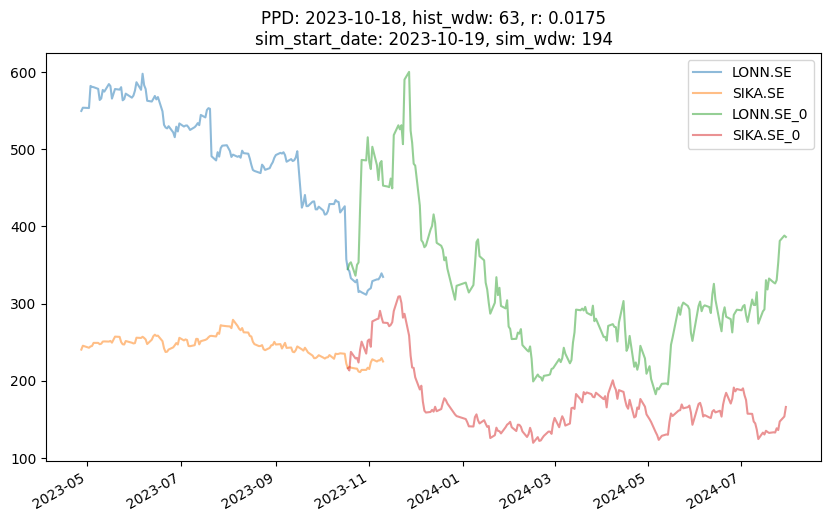 PPD: 2023-10-18, hist_wdw: 63, r: 0.0175
sim_start_date: 2023-10-19, sim_wdw: 194
LONN.SE
SIKA.SE
LONN.SE_0
SIKA.SE_0
600
500
400
300
200
100
2023-05
2023-07
2023-09
2023-11
2024-01
2024-03
2024-05
2024-07